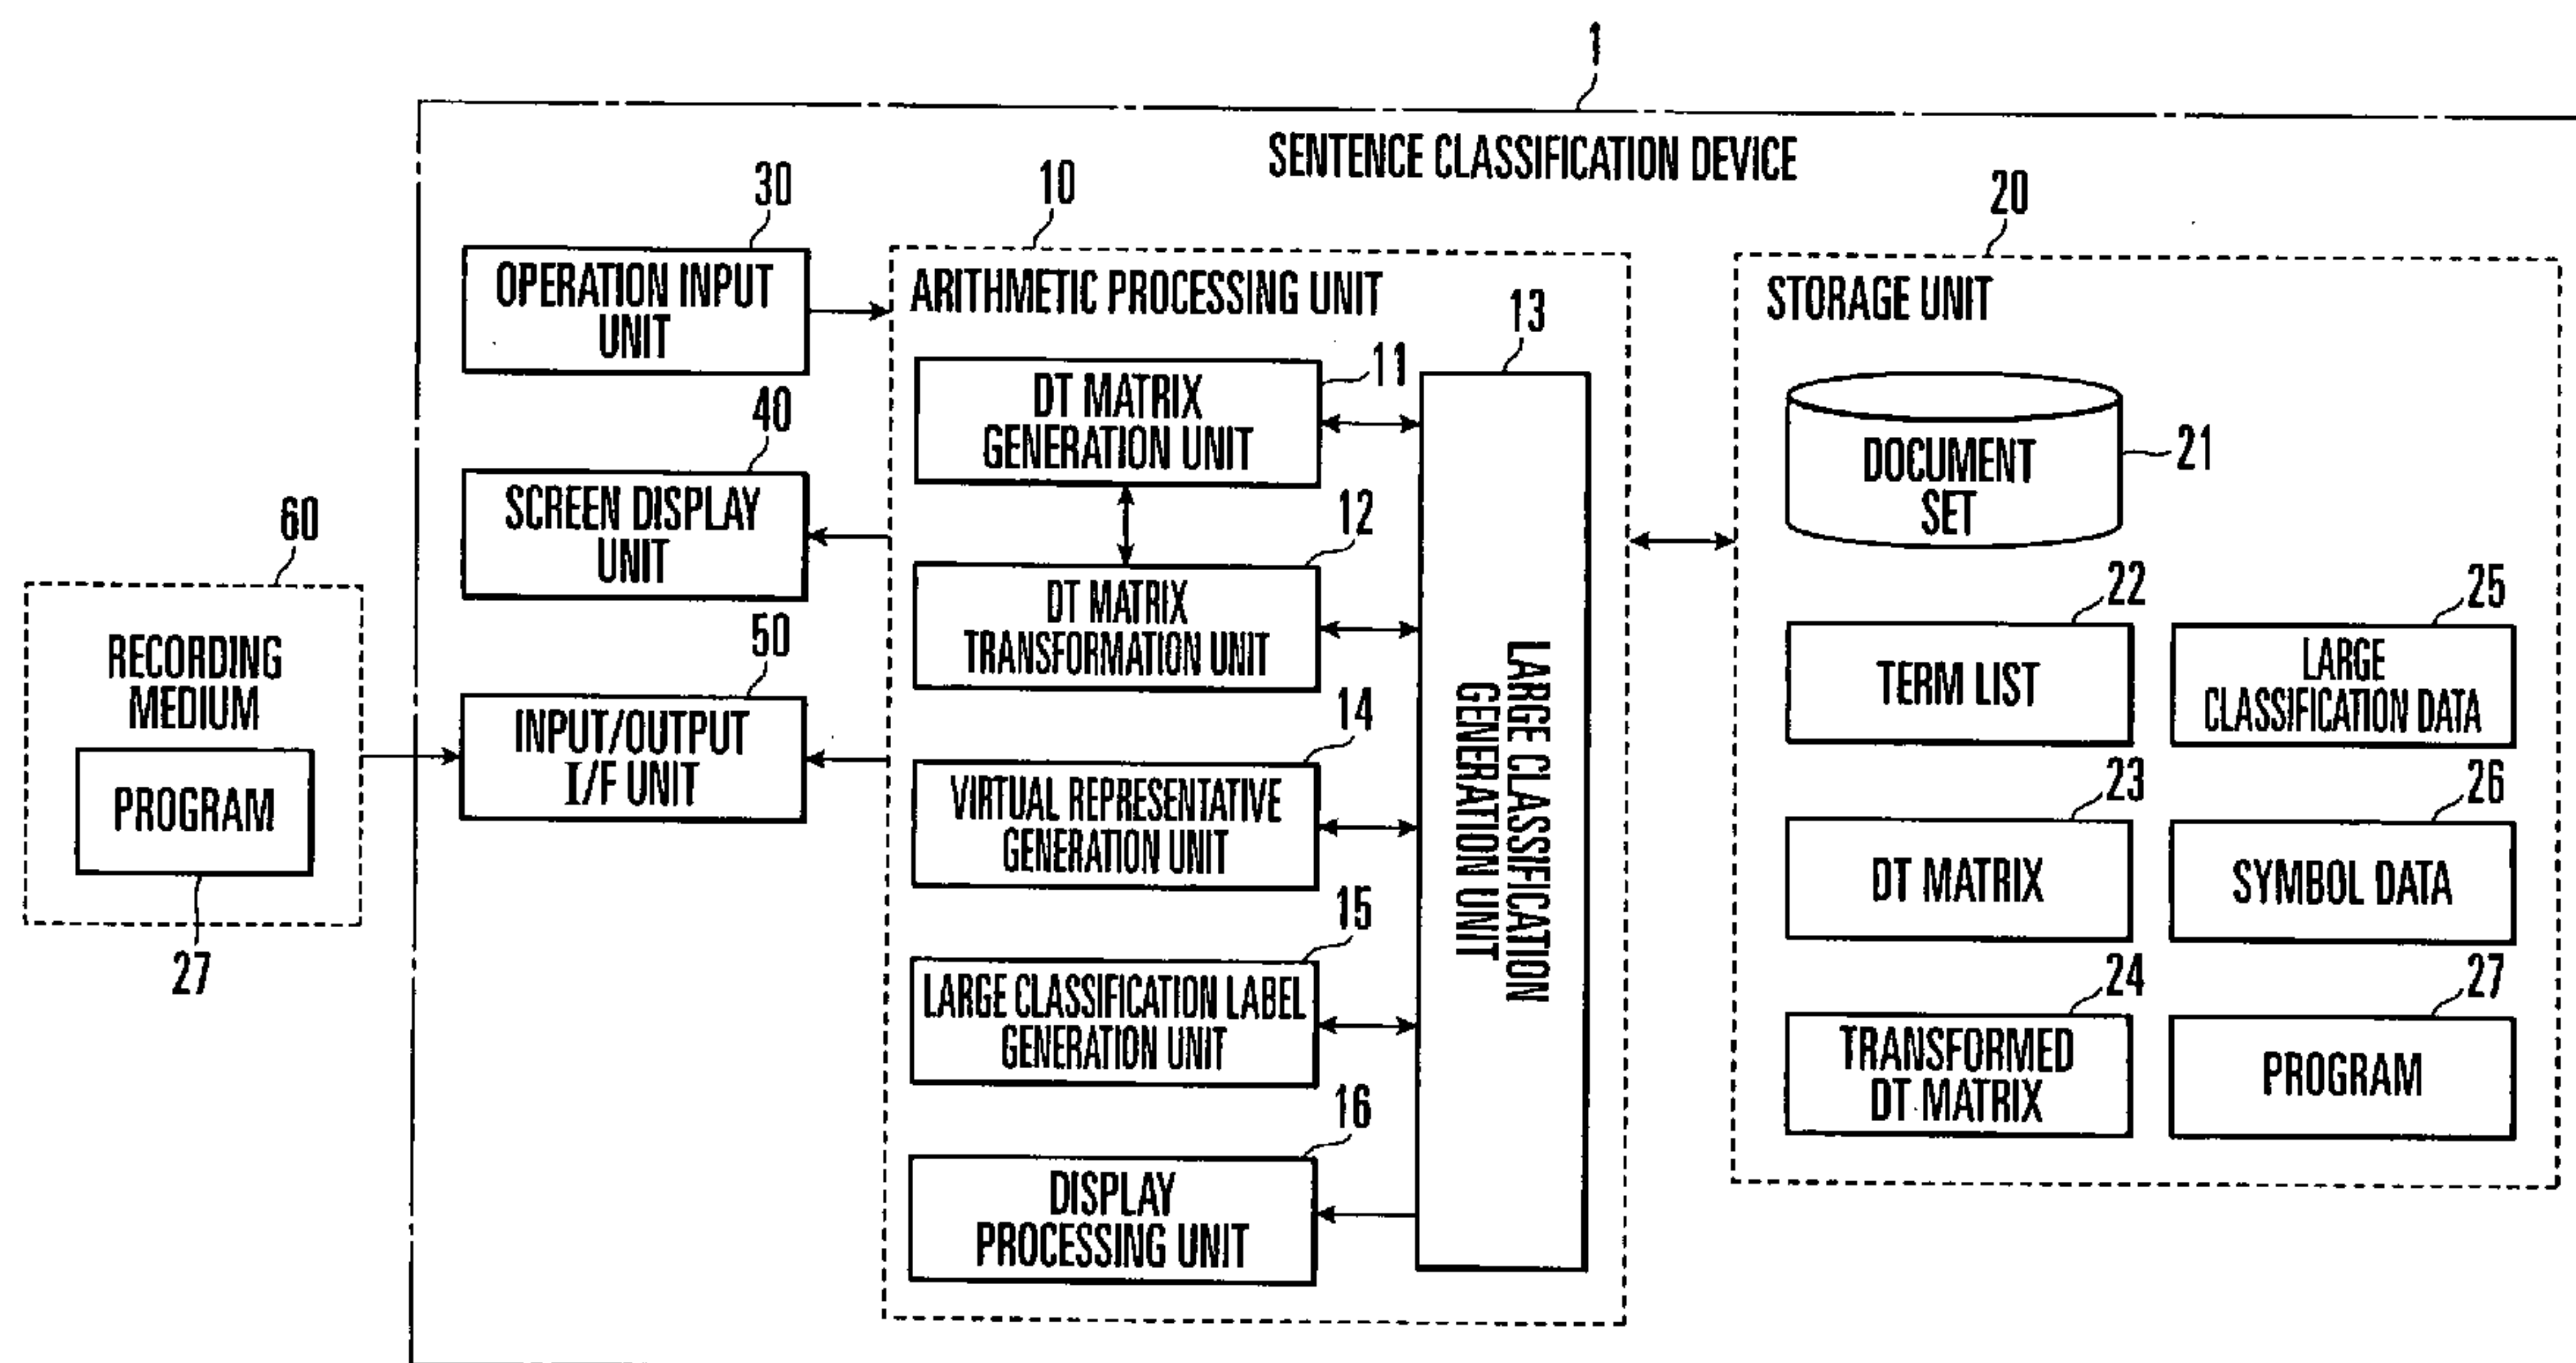 1
SENTENCE CLASSIFICATION DEVICE
30
OPERATION INPUT
UNIT
40
SCREEN DISPLAY
UNIT
50
INPUT/OUTPUT
I/F UNIT
60
RECORDING
MEDIUM
PROGRAM
27
10
ARITHMETIC PROCESSING UNIT
11
DT MATRIX
GENERATION UNIT
12
DT MATRIX
TRANSFORMATION UNIT
13
LARGE CLASSIFICATION
GENERATION UNIT
14
VIRTUAL REPRESENTATIVE
GENERATION UNIT
15
LARGE CLASSIFICATION LABEL
GENERATION UNIT
16
DISPLAY
PROCESSING UNIT
20
STORAGE UNIT
DOCUMENT
SET
21
22
TERM LIST
25
LARGE
CLASSIFICATION DATA
23
DT MATRIX
26
SYMBOL DATA
24
TRANSFORMED
DT MATRIX
27
PROGRAM